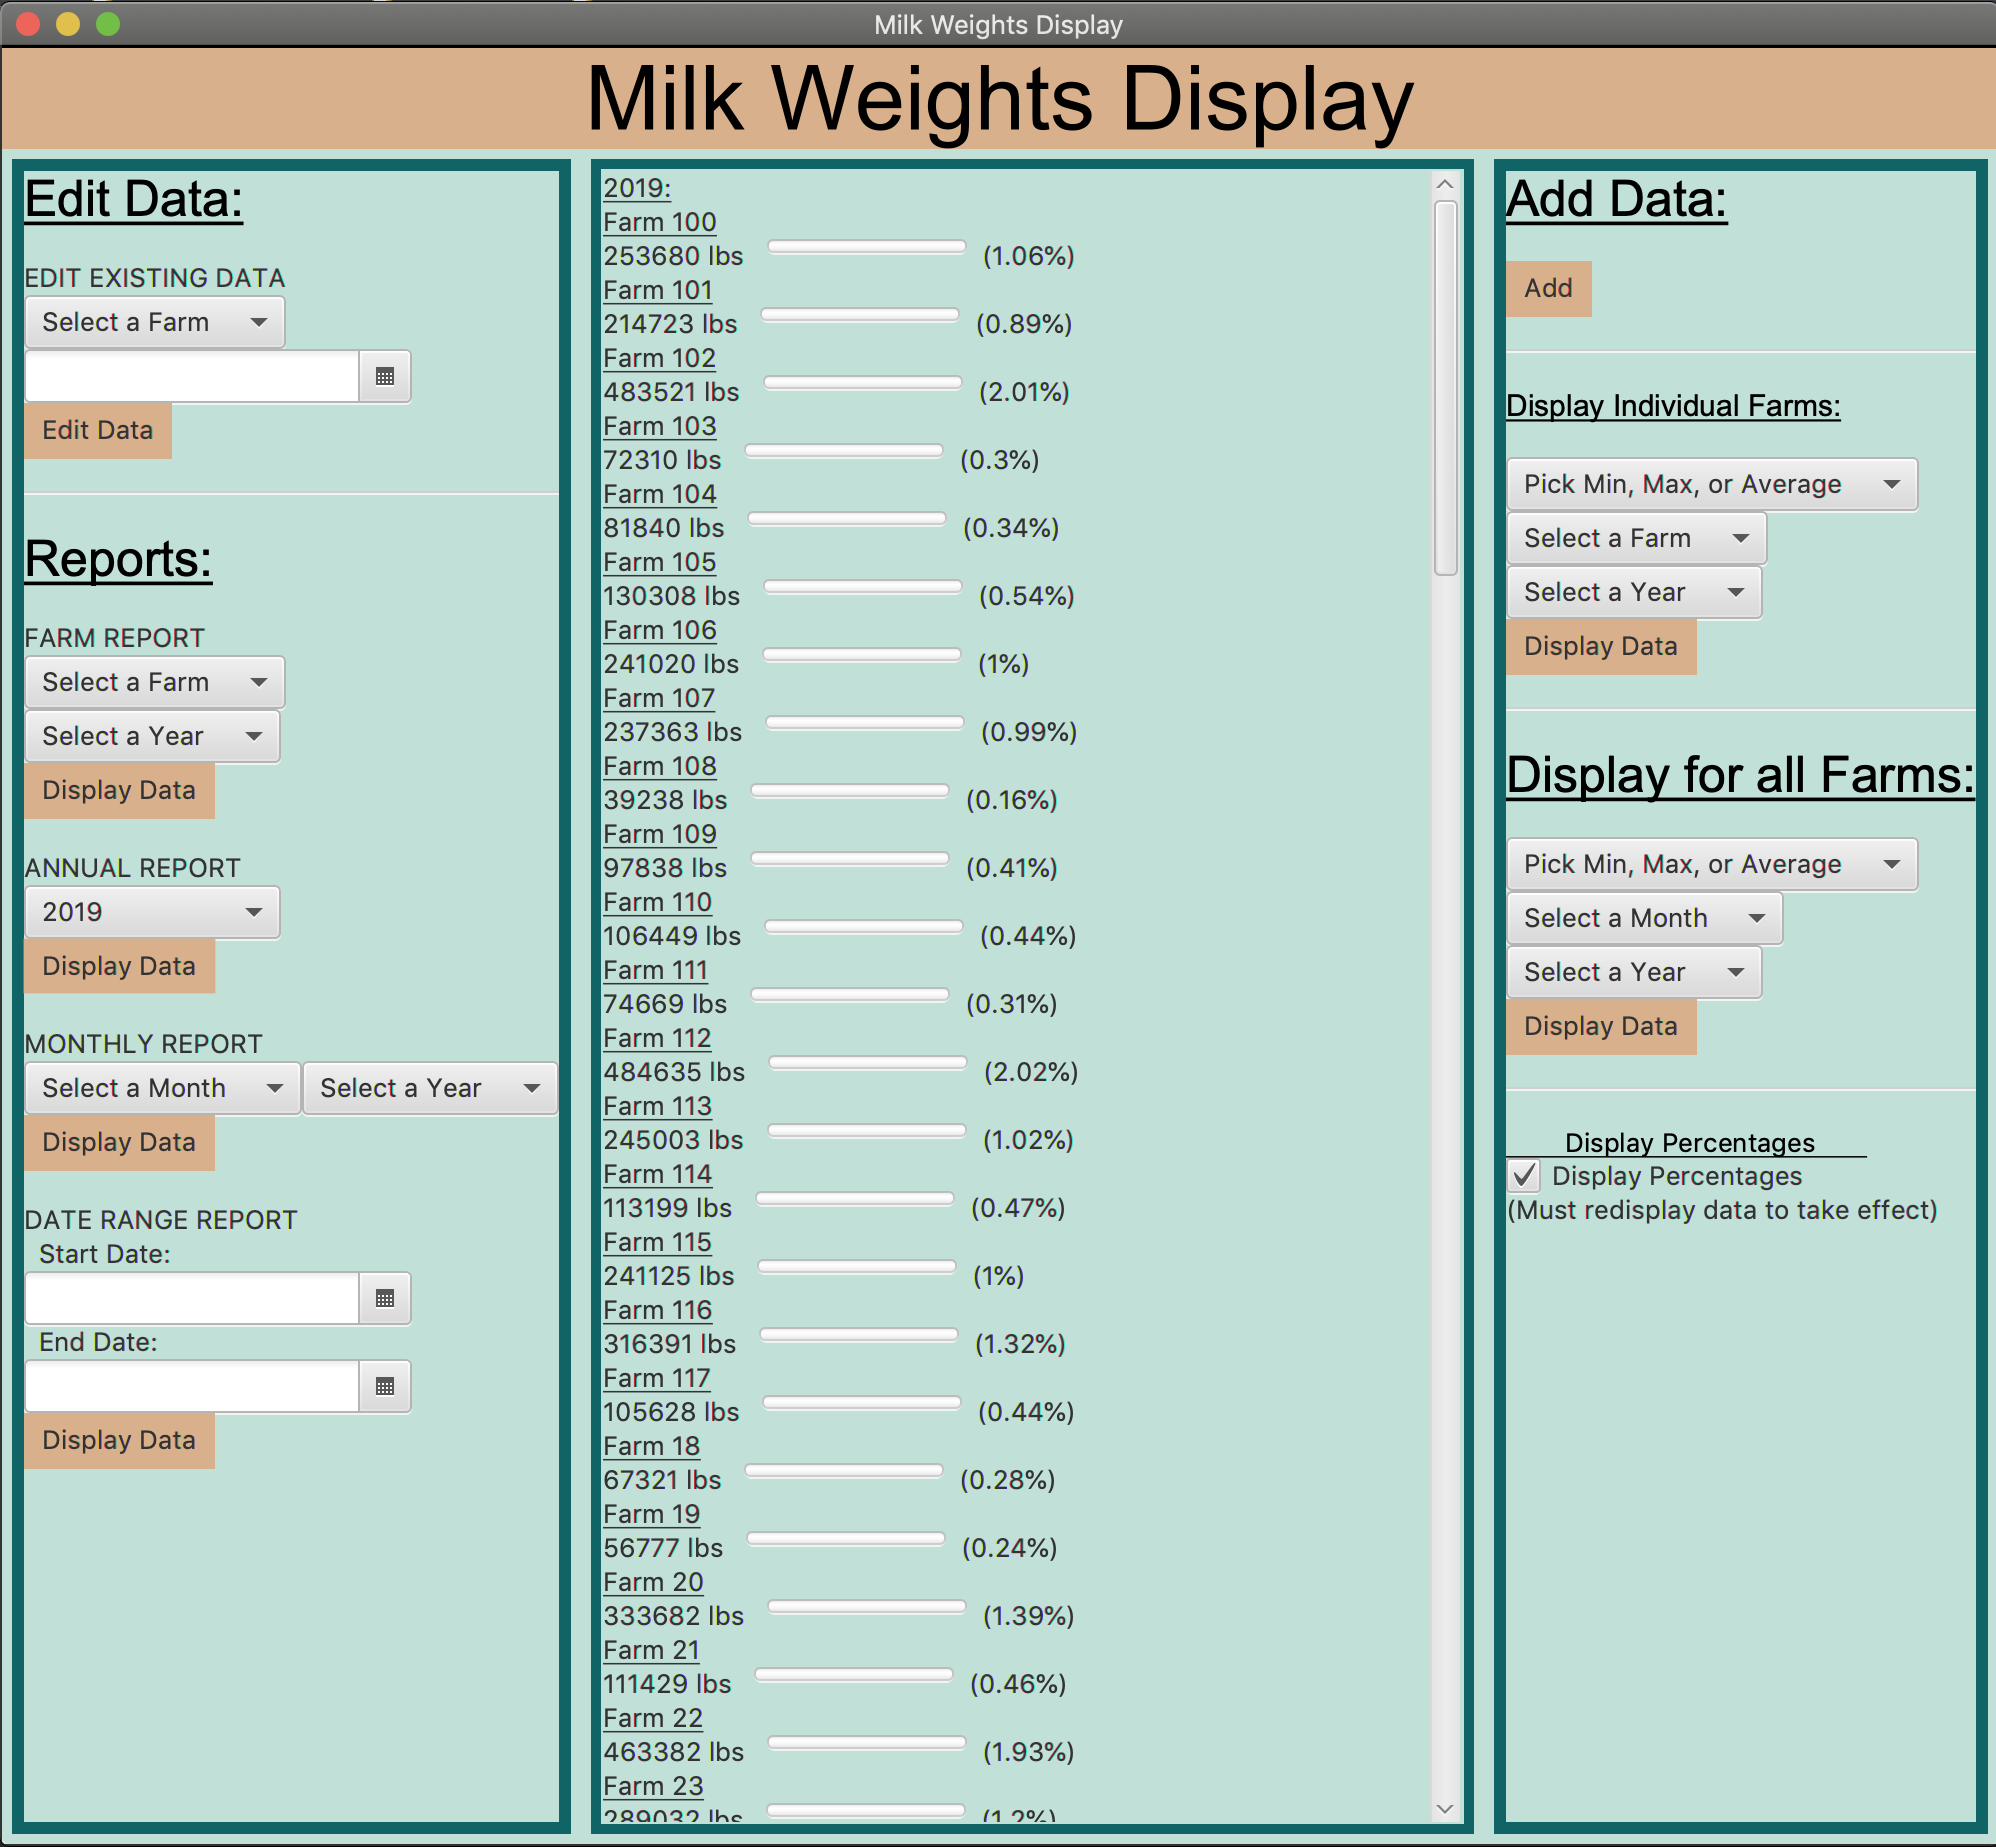 Milk Weights Display
Milk Weights Display
Edit Data:
EDIT EXISTING DATA
Select a Farm
Edit Data
Reports:
FARM REPORT
Select a Farm
Select a Year
Display Data
ANNUAL REPORT
2019
Display Data
MONTHLY REPORT
Select a Month Select a Year
Display Data
DATE RANGE REPORT
Start Date:
End Date:
Display Data
2019:
Farm 100
253680 lbs (1.06%)
Farm 101
214723 lbs (0.89%)
Farm 102
483521 lbs (2.01%)
Farm 103
72310 lbs (0.3%)
Farm 104
81840 lbs (0.34%)
Farm 105
130308 lbs (0.54%)
Farm 106
241020 lbs (1%)
Farm 107
237363 lbs (0.99%)
Farm 108
39238 lbs (0.16%)
Farm 109
97838 lbs (0.41%)
Farm 110
106449 lbs (0.44%)
Farm 111
74669 lbs (0.31%)
Farm 112
484635 lbs (2.02%)
Farm 113
245003 lbs (1.02%)
Farm 114
113199 lbs (0.47%)
Farm 115
241125 lbs (1%)
Farm 116
316391 lbs (1.32%)
Farm 117
105628 lbs (0.44%)
Farm 18
67321 lbs (0.28%)
Farm 19
56777 lbs (0.24%)
Farm 20
333682 lbs (1.39%)
Farm 21
111429 lbs (0.46%)
Farm 22
463382 lbs (1.93%)
Farm 23
289032 lbs (1.2%)
Add Data:
Add
Display Individual Farms:
Pick Min, Max, or Average
Select a Farm
Select a Year
Display Data
Display for all Farms:
Pick Min, Max, or Average
Select a Month
Select a Year
Display Data
Display Percentages
Display Percentages
(Must redisplay data to take effect)